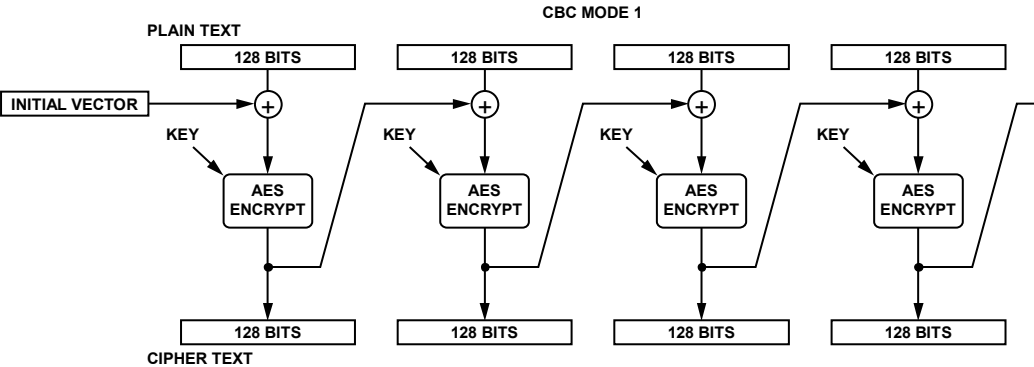 CBC MODE 1
PLAIN TEXT
128 BITS 128 BITS 128 BITS 128 BITS
INITIAL VECTOR + + + +
KEY KEY KEY KEY
AES AES AES AES
ENCRYPT ENCRYPT ENCRYPT ENCRYPT
128 BITS 128 BITS 128 BITS 128 BITS
CIPHER TEXT